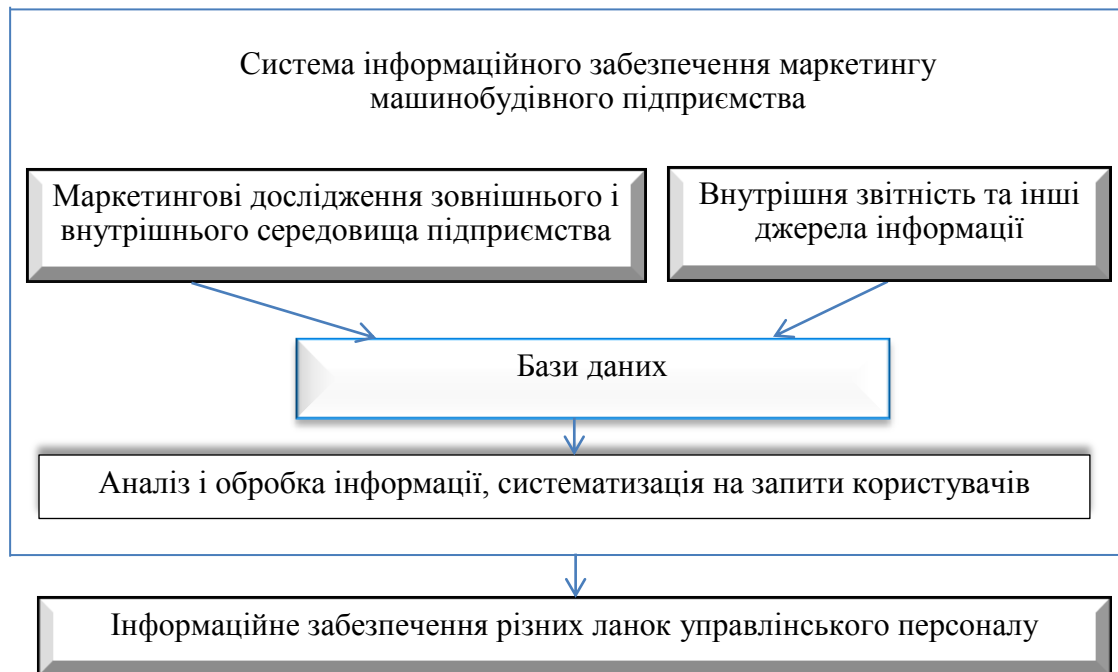 Система інформаційного забезпечення маркетингу
машинобудівного підприємства
Маркетингові дослідження зовнішнього і
внутрішнього середовища підприємства
Внутрішня звітність та інші
джерела інформації
Бази даних
Аналіз і обробка інформації, систематизація на запити користувачів
Інформаційне забезпечення різних ланок управлінського персоналу